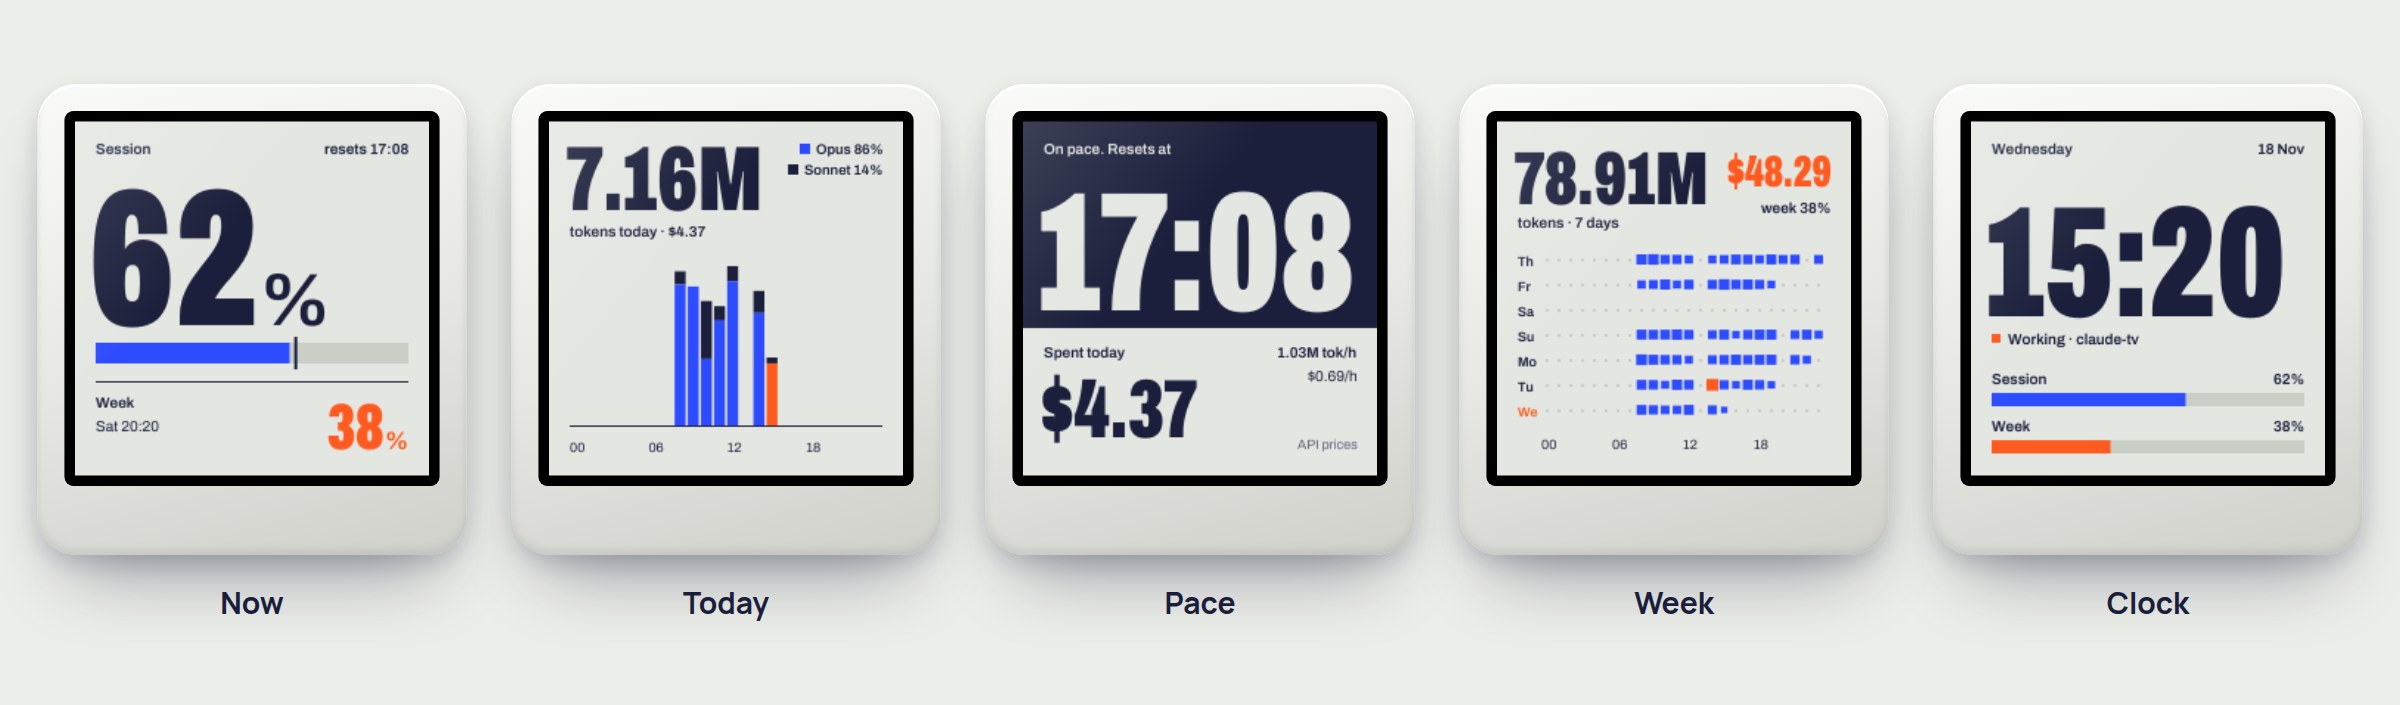 Session resets 17:08
62%
Week
Sat 20:20
38%
Now
7.16M
Opus 86%
Sonnet 14%
tokens today · $4.37
00 06 12 18
Today
On pace. Resets at
17:08
Spent today 1.03M tok/h
$0.69/h
$4.37
API prices
Pace
78.91M $48.29
week 38%
tokens · 7 days
Th
Fr
Sa
Su
Mo
Tu
We
00 06 12 18
Week
Wednesday 18 Nov
15:20
Working · claude-tv
Session 62%
Week 38%
Clock